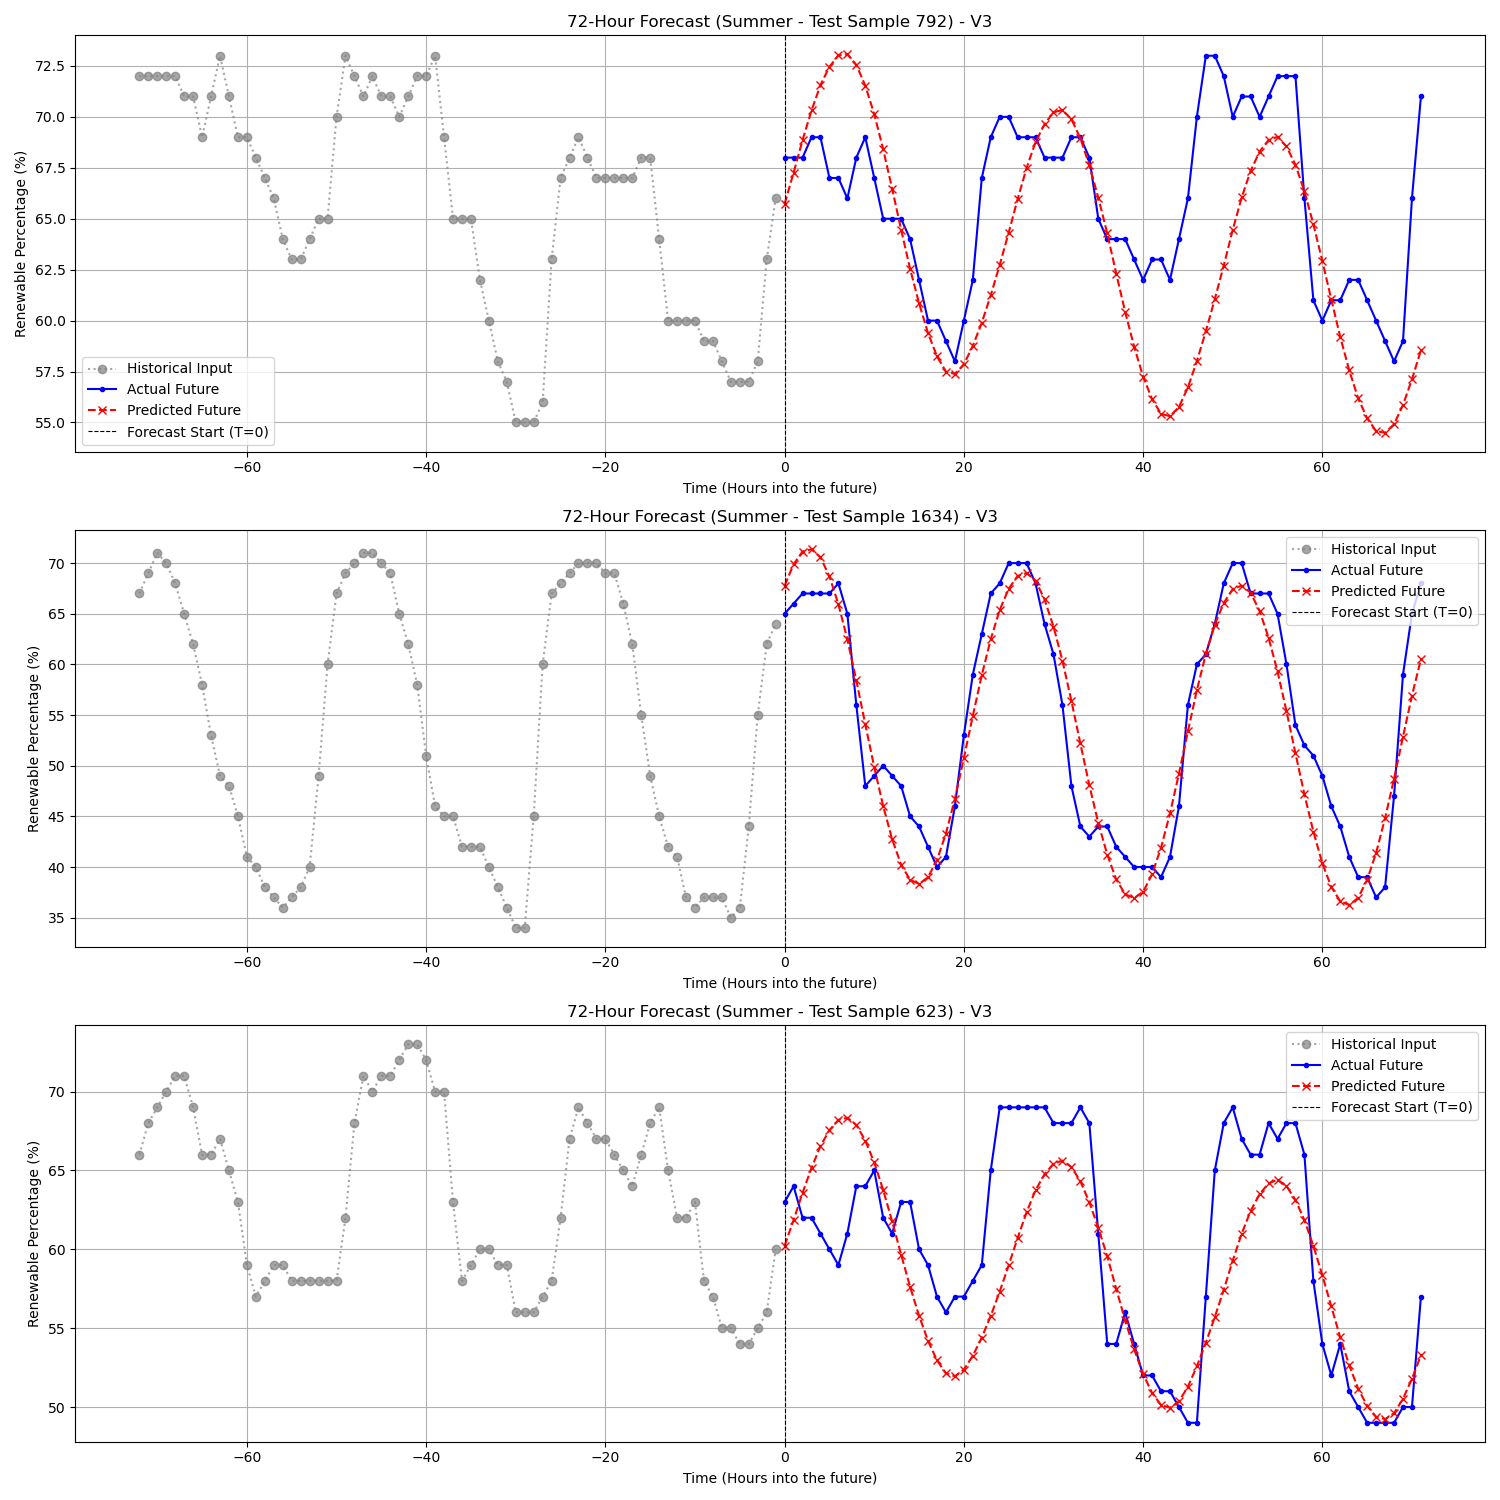 72-Hour Forecast (Summer - Test Sample 792) - V3
Renewable Percentage (%)
72.5
70.0
67.5
65.0
62.5
60.0
57.5
55.0
Historical Input
Actual Future
Predicted Future
Forecast Start (T=0)
−60 −40 −20 0 20 40 60
Time (Hours into the future)
72-Hour Forecast (Summer - Test Sample 1634) - V3
Renewable Percentage (%)
70
65
60
55
50
45
40
35
Historical Input
Actual Future
Predicted Future
Forecast Start (T=0)
−60 −40 −20 0 20 40 60
Time (Hours into the future)
72-Hour Forecast (Summer - Test Sample 623) - V3
Renewable Percentage (%)
70
65
60
55
50
Historical Input
Actual Future
Predicted Future
Forecast Start (T=0)
−60 −40 −20 0 20 40 60
Time (Hours into the future)